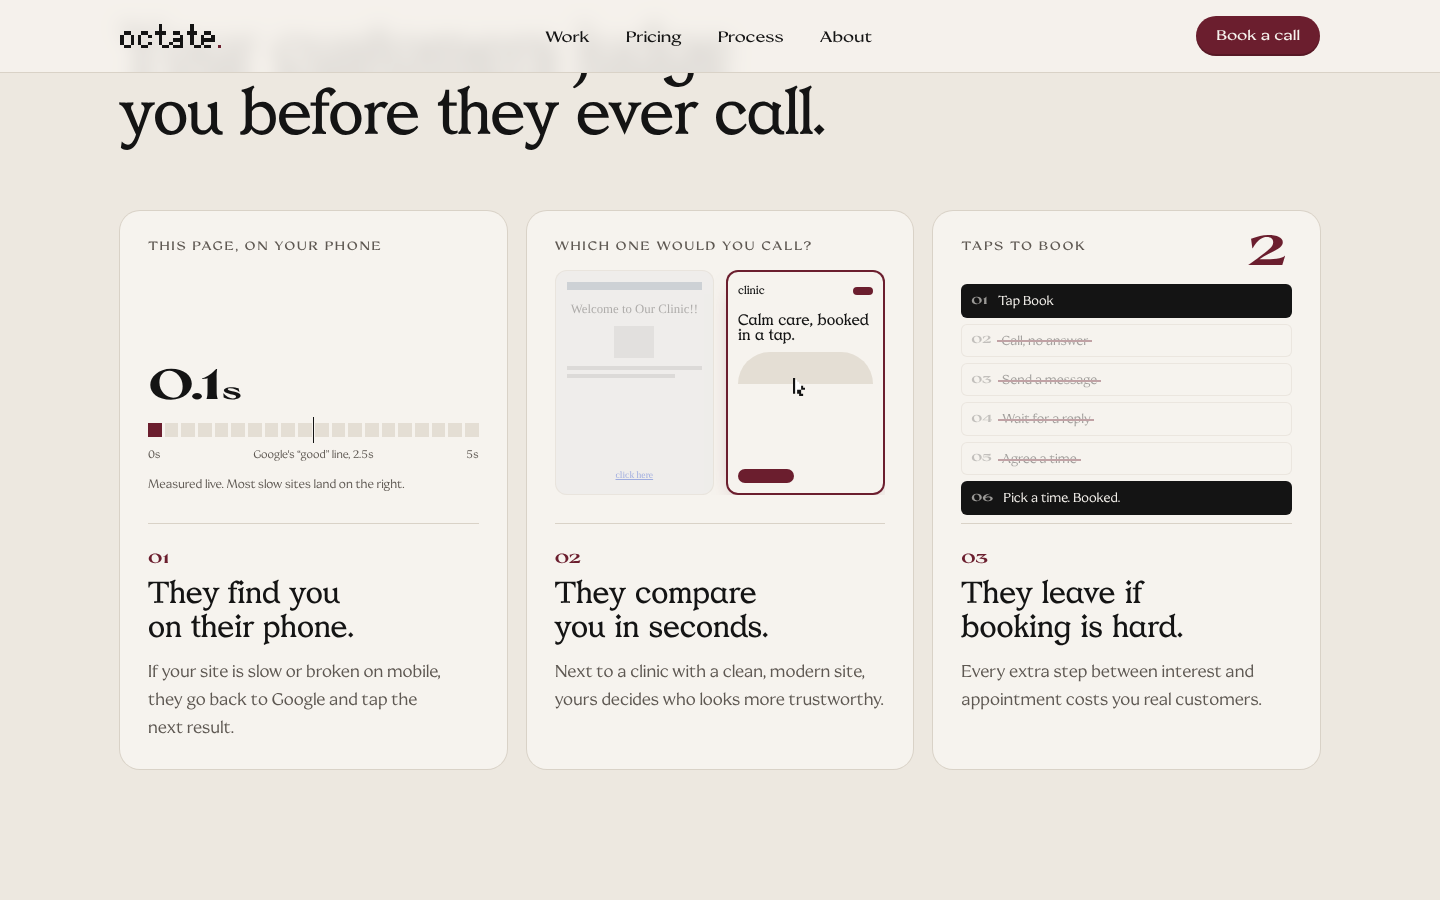 octate.
Work
Pricing
Process
About
Book a call
you before they ever call.
THIS PAGE, ON YOUR PHONE
0.1s
0s
Google's “good” line, 2.5s
5s
Measured live. Most slow sites land on the right.
01
They find you
on their phone.
If your site is slow or broken on mobile,
they go back to Google and tap the
next result.
WHICH ONE WOULD YOU CALL?
Welcome to Our Clinic!!
click here
clinic
Calm care, booked
in a tap.
02
They compare
you in seconds.
Next to a clinic with a clean, modern site,
yours decides who looks more trustworthy.
TAPS TO BOOK
2
01 Tap Book
02 Call, no answer
03 Send a message
04 Wait for a reply
05 Agree a time
06 Pick a time. Booked.
03
They leave if
booking is hard.
Every extra step between interest and
appointment costs you real customers.